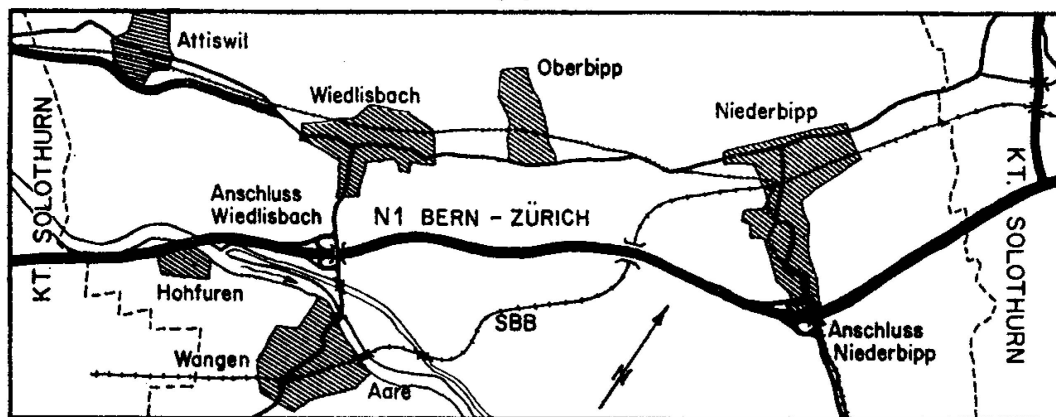 Attiswil
Oberbipp
Wiedlisbach
Niederbipp
KT. SOLOTHURN
Anschluss
Wiedlisbach
N1 BERN – ZÜRICH
KT. SOLOTHURN
Hohfuren
SBB
Anschluss
Niederbipp
Wangen
Aare
N